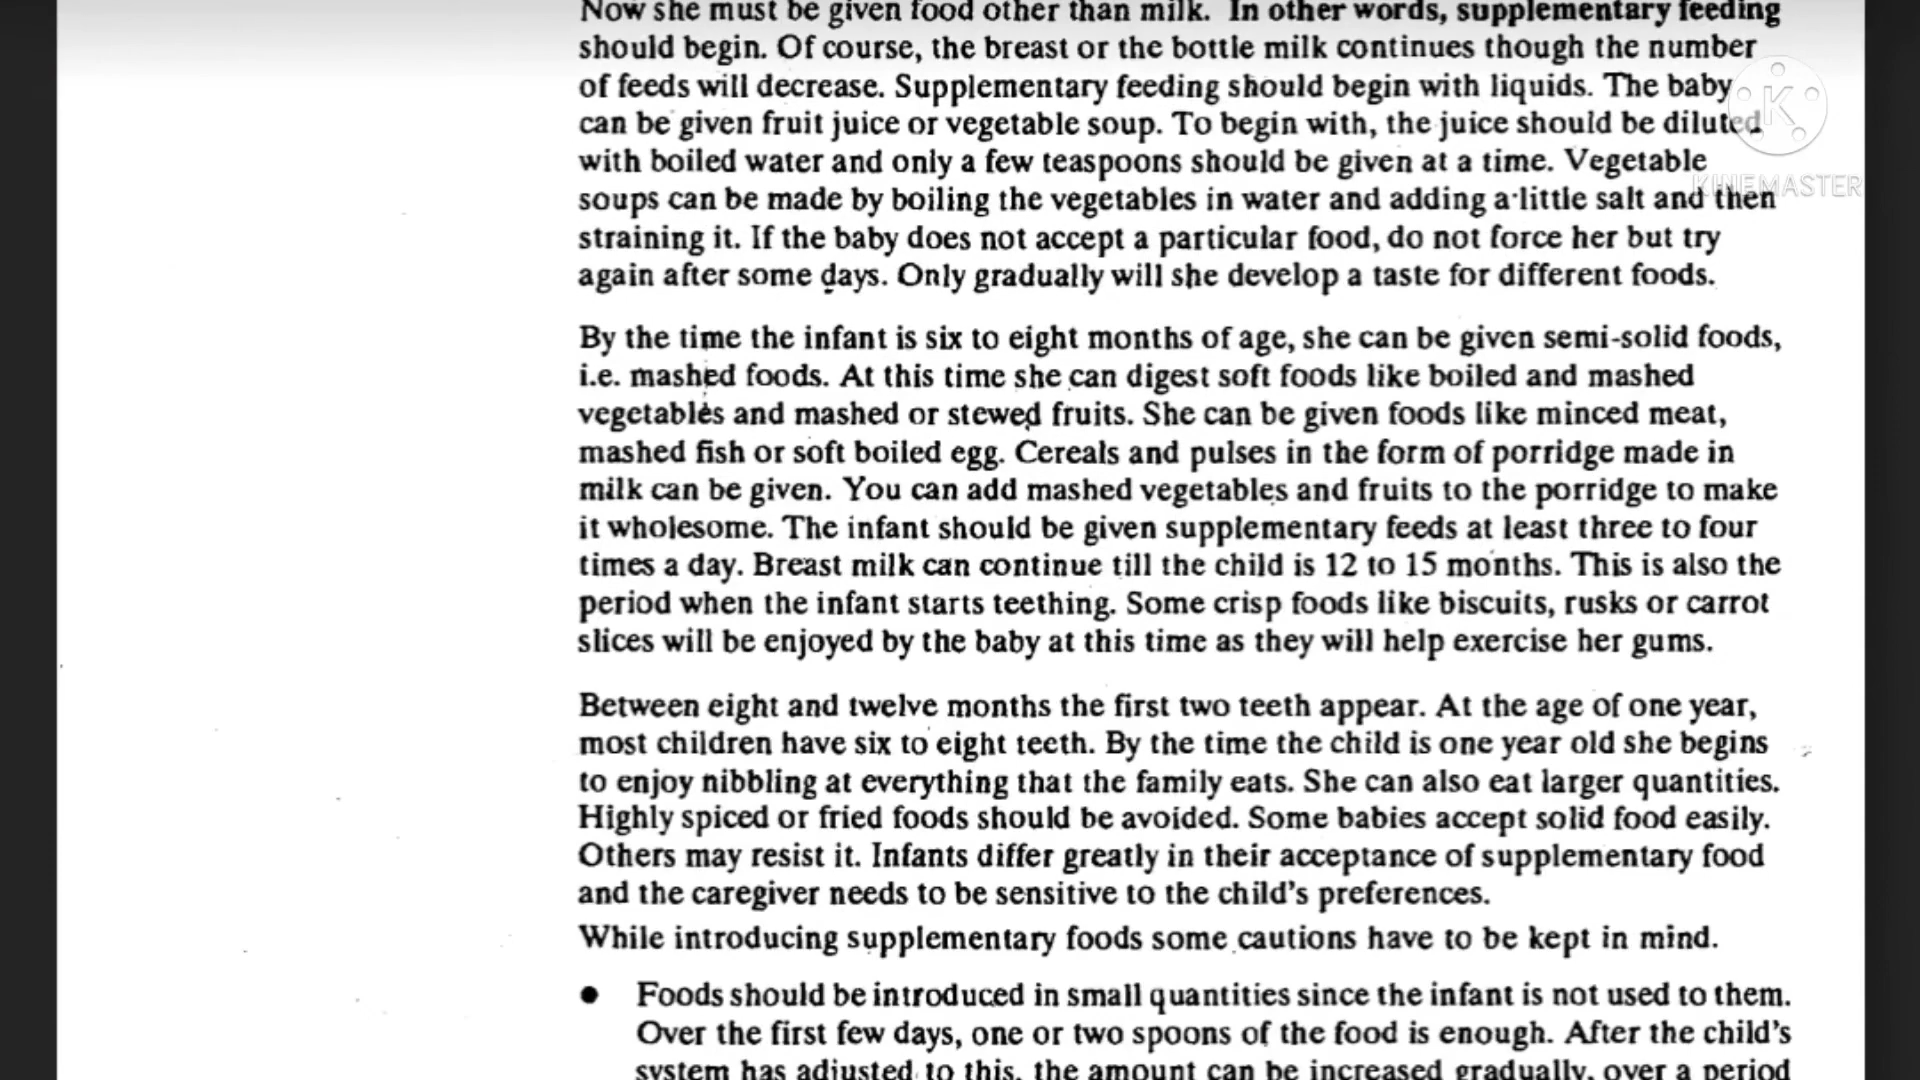 Now she must be given food other than milk. In other words, supplementary feeding
should begin. Of course, the breast or the bottle milk continues though the number
of feeds will decrease. Supplementary feeding should begin with liquids. The baby
can be given fruit juice or vegetable soup. To begin with, the juice should be diluted
with boiled water and only a few teaspoons should be given at a time. Vegetable
soups can be made by boiling the vegetables in water and adding a little salt and then
straining it. If the baby does not accept a particular food, do not force her but try
again after some days. Only gradually will she develop a taste for different foods.
By the time the infant is six to eight months of age, she can be given semi-solid foods,
i.e. mashed foods. At this time she can digest soft foods like boiled and mashed
vegetables and mashed or stewed fruits. She can be given foods like minced meat,
mashed fish or soft boiled egg. Cereals and pulses in the form of porridge made in
milk can be given. You can add mashed vegetables and fruits to the porridge to make
it wholesome. The infant should be given supplementary feeds at least three to four
times a day. Breast milk can continue till the child is 12 to 15 months. This is also the
period when the infant starts teething. Some crisp foods like biscuits, rusks or carrot
slices will be enjoyed by the baby at this time as they will help exercise her gums.
Between eight and twelve months the first two teeth appear. At the age of one year,
most children have six to eight teeth. By the time the child is one year old she begins
to enjoy nibbling at everything that the family eats. She can also eat larger quantities.
Highly spiced or fried foods should be avoided. Some babies accept solid food easily.
Others may resist it. Infants differ greatly in their acceptance of supplementary food
and the caregiver needs to be sensitive to the child's preferences.
While introducing supplementary foods some cautions have to be kept in mind.
● Foods should be introduced in small quantities since the infant is not used to them.
Over the first few days, one or two spoons of the food is enough. After the child's
system has adjusted to this, the amount can be increased gradually, over a period
K
KINEMASTER